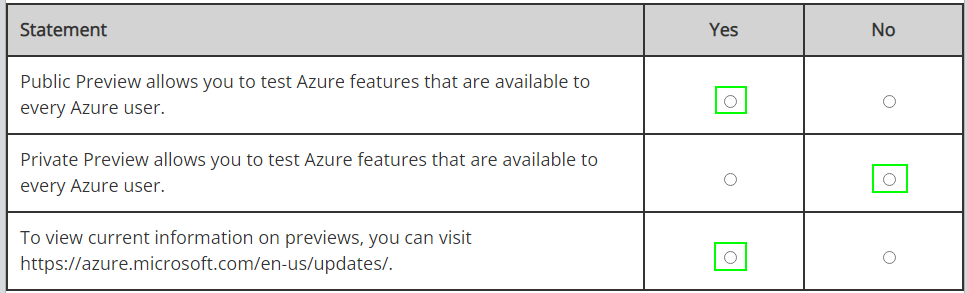 Statement Yes No
Public Preview allows you to test Azure features that are available to
every Azure user.
Private Preview allows you to test Azure features that are available to
every Azure user.
To view current information on previews, you can visit
https://azure.microsoft.com/en-us/updates/.